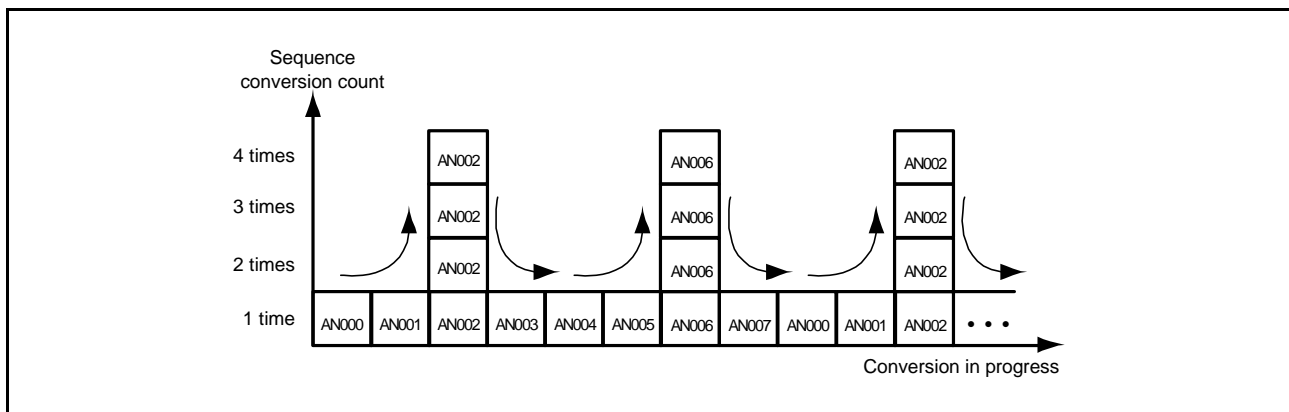 Sequence
conversion count
4 times
AN002
AN006
AN002
3 times
AN002
AN006
AN002
2 times
AN002
AN006
AN002
1 time
AN000 AN001 AN002 AN003 AN004 AN005 AN006 AN007 AN000 AN001 AN002 • • •
Conversion in progress